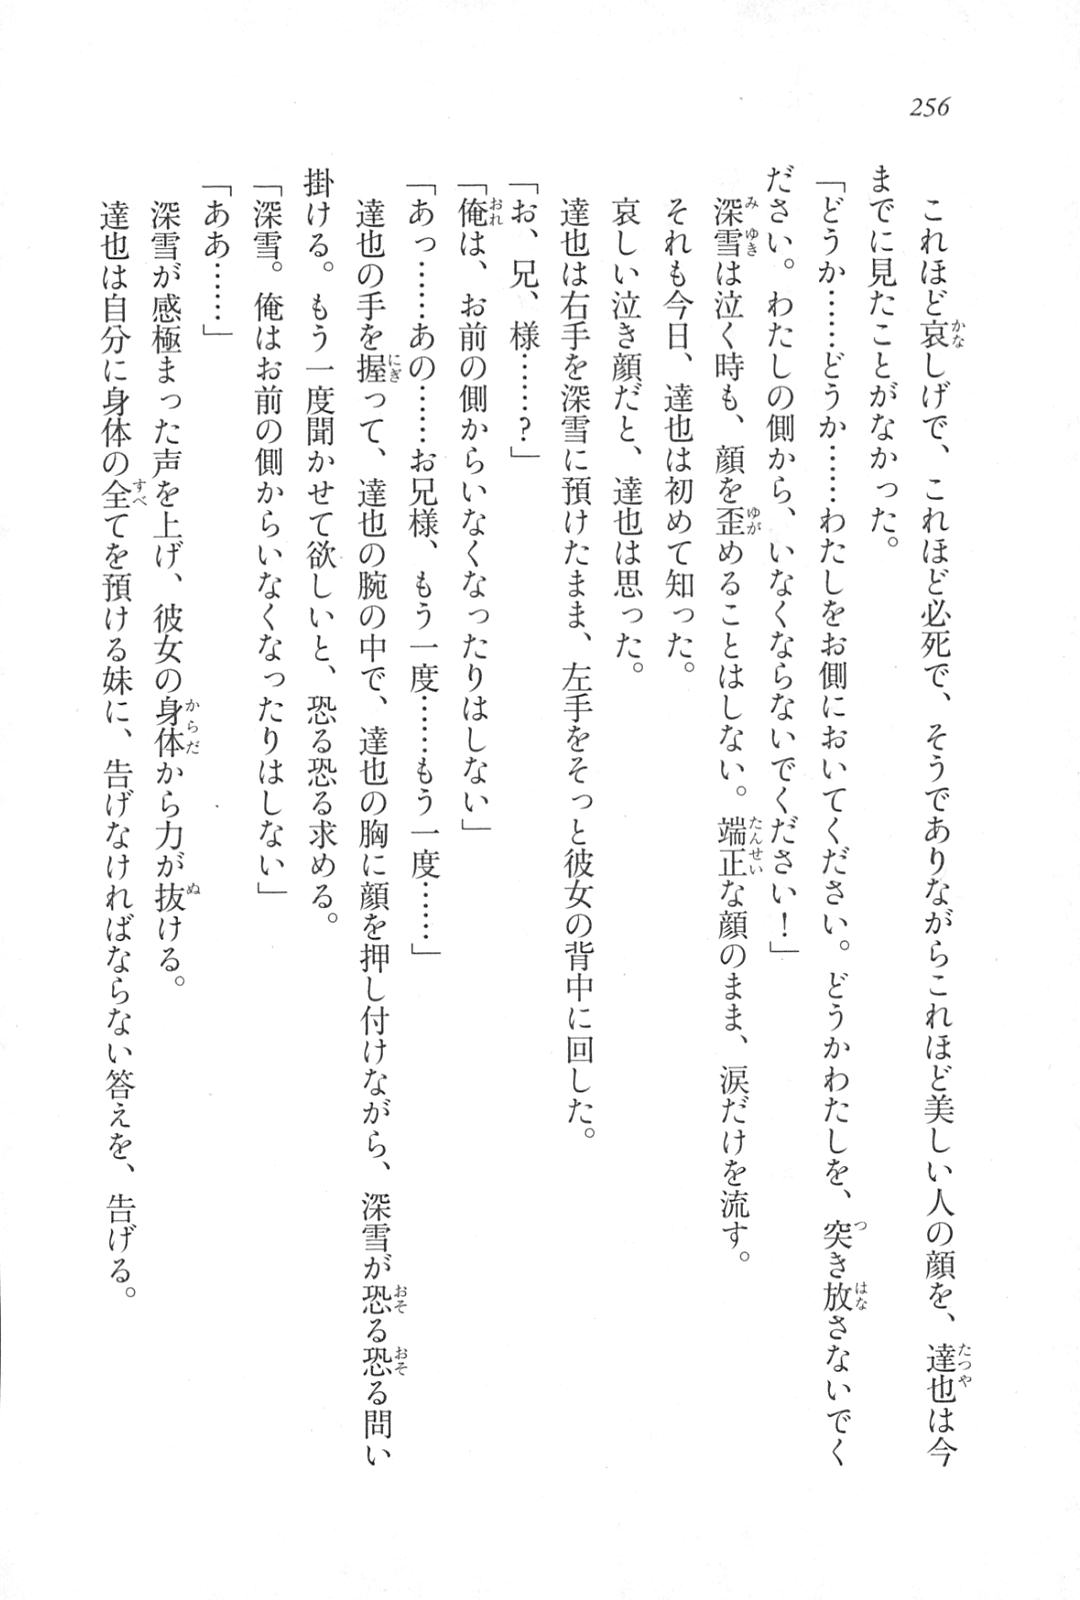 256
これほど哀しげで、これほど必死で、そうでありながらこれほど美しい人の顔を、達也は今
までに見たことがなかった。
「どうか……どうか……わたしをお側においてください。どうかわたしを、突き放さないでく
ださい。わたしの側から、いなくならないでください！」
深雪は泣く時も、顔を歪めることはしない。端正な顔のまま、涙だけを流す。
それも今日、達也は初めて知った。
哀しい泣き顔だと、達也は思った。
達也は右手を深雪に預けたまま、左手をそっと彼女の背中に回した。
「お、兄、様……？」
「俺は、お前の側からいなくなったりはしない」
「あっ……あの……お兄様、もう一度……もう一度……」
達也の手を握って、達也の腕の中で、達也の胸に顔を押し付けながら、深雪が恐る恐る問い
掛ける。もう一度聞かせて欲しいと、恐る恐る求める。
「深雪。俺はお前の側からいなくなったりはしない」
「ああ……」
深雪が感極まった声を上げ、彼女の身体から力が抜ける。
達也は自分に身体の全てを預ける妹に、告げなければならない答えを、告げる。